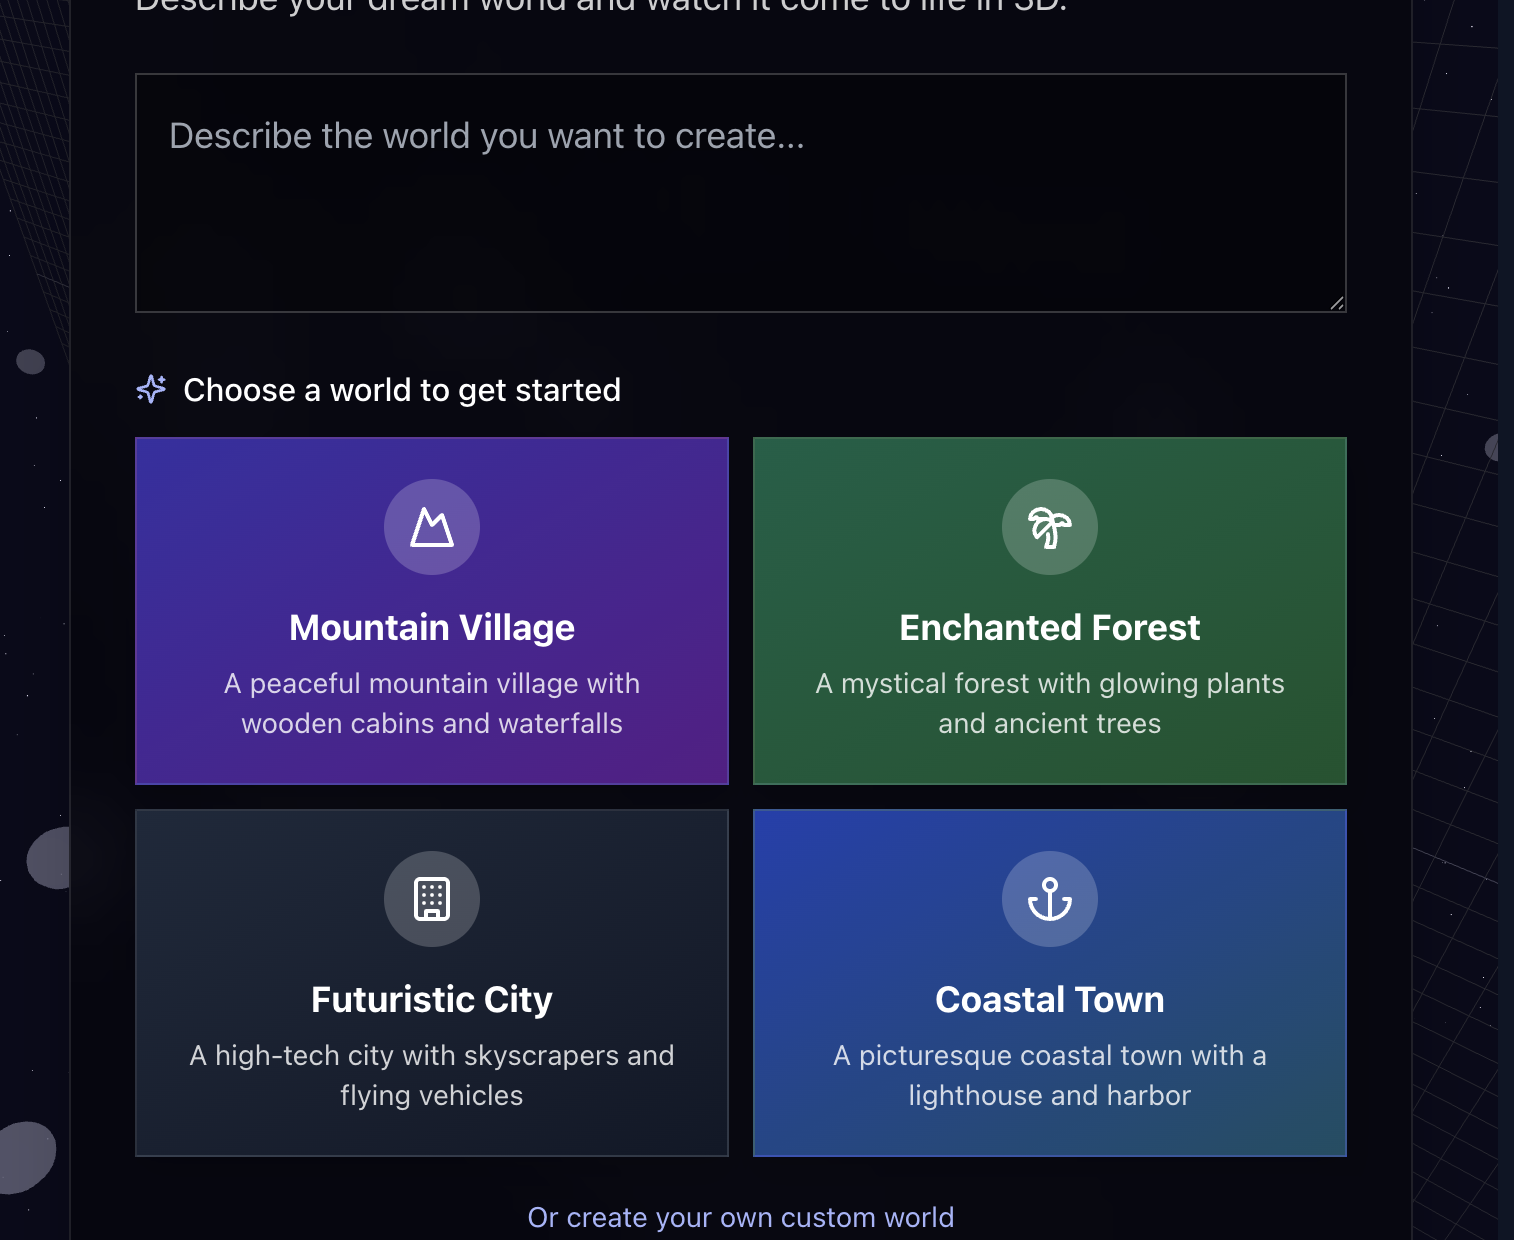 Describe your dream world and watch it come to life in 3D.
Describe the world you want to create...
Choose a world to get started
Mountain Village
A peaceful mountain village with
wooden cabins and waterfalls
Enchanted Forest
A mystical forest with glowing plants
and ancient trees
Futuristic City
A high-tech city with skyscrapers and
flying vehicles
Coastal Town
A picturesque coastal town with a
lighthouse and harbor
Or create your own custom world